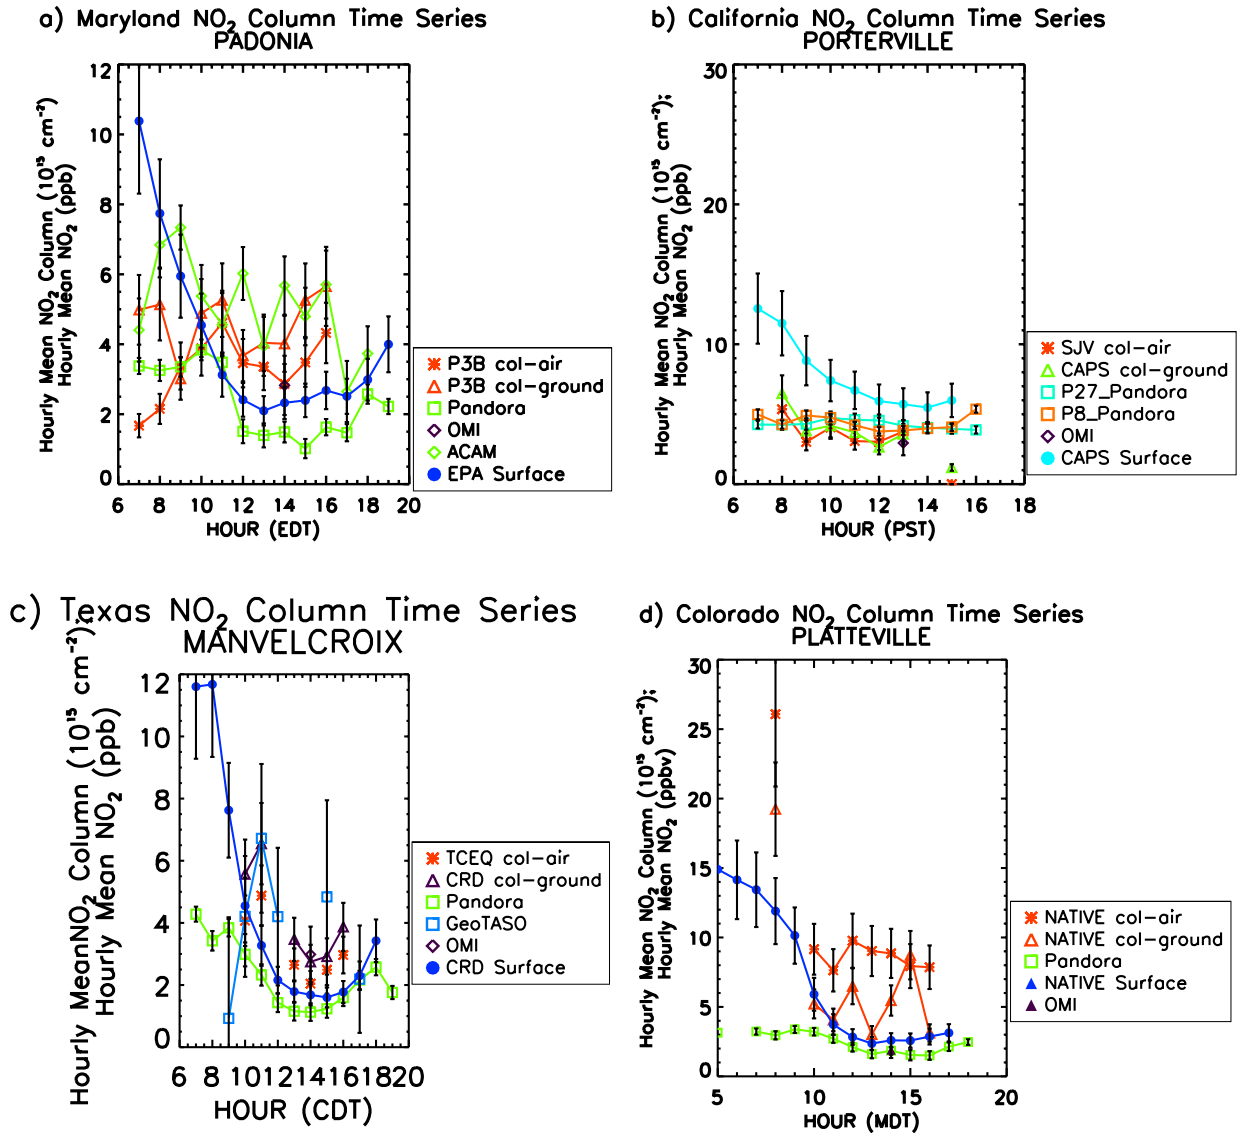 a) Maryland NO₂ Column Time Series
PADONIA
Hourly Mean NO₂ Column (10¹⁵ cm⁻²)
Hourly Mean NO₂ (ppb)
12
10
8
6
4
2
0
6 8 10 12 14 16 18 20
HOUR (EDT)
P3B col-air
P3B col-ground
Pandora
OMI
ACAM
EPA Surface
b) California NO₂ Column Time Series
PORTERVILLE
Hourly Mean NO₂ Column (10¹⁵ cm⁻²);
Hourly Mean NO₂ (ppb)
30
20
10
0
6 8 10 12 14 16 18
HOUR (PST)
SJV col-air
CAPS col-ground
P27_Pandora
P8_Pandora
OMI
CAPS Surface
c) Texas NO₂ Column Time Series
MANVELCROIX
Hourly MeanNO₂ Column (10¹⁵ cm⁻²);
Hourly Mean NO₂ (ppb)
12
10
8
6
4
2
0
6 8 10 12 14 16 18 20
HOUR (CDT)
TCEQ col-air
CRD col-ground
Pandora
GeoTASO
OMI
CRD Surface
d) Colorado NO₂ Column Time Series
PLATTEVILLE
Hourly Mean NO₂ Column (10¹⁵ cm⁻²);
Hourly Mean NO₂ (ppbv)
30
25
20
15
10
5
0
5 10 15 20
HOUR (MDT)
NATIVE col-air
NATIVE col-ground
Pandora
NATIVE Surface
OMI